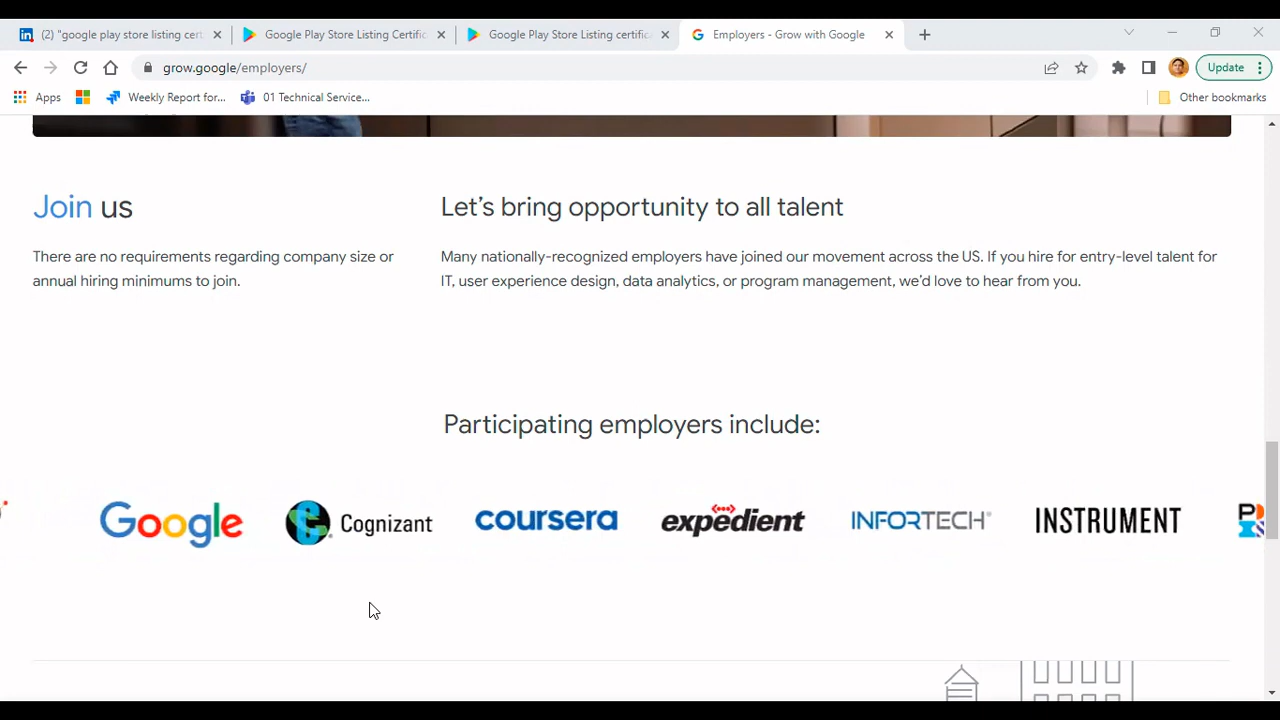 (2) "google play store listing cert
Google Play Store Listing Certific
Google Play Store Listing certifica
Employers - Grow with Google
grow.google/employers/
Update
Apps
Weekly Report for...
01 Technical Service...
Other bookmarks
Join us
There are no requirements regarding company size or
annual hiring minimums to join.
Let's bring opportunity to all talent
Many nationally-recognized employers have joined our movement across the US. If you hire for entry-level talent for
IT, user experience design, data analytics, or program management, we'd love to hear from you.
Participating employers include:
Google Cognizant coursera expedient INFORTECH INSTRUMENT